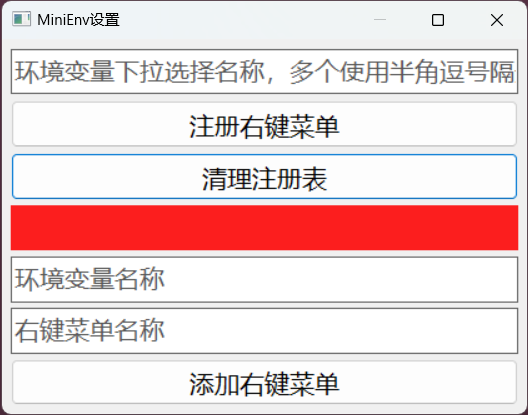 MiniEnv设置
环境变量下拉选择名称，多个使用半角逗号隔
注册右键菜单
清理注册表
环境变量名称
右键菜单名称
添加右键菜单